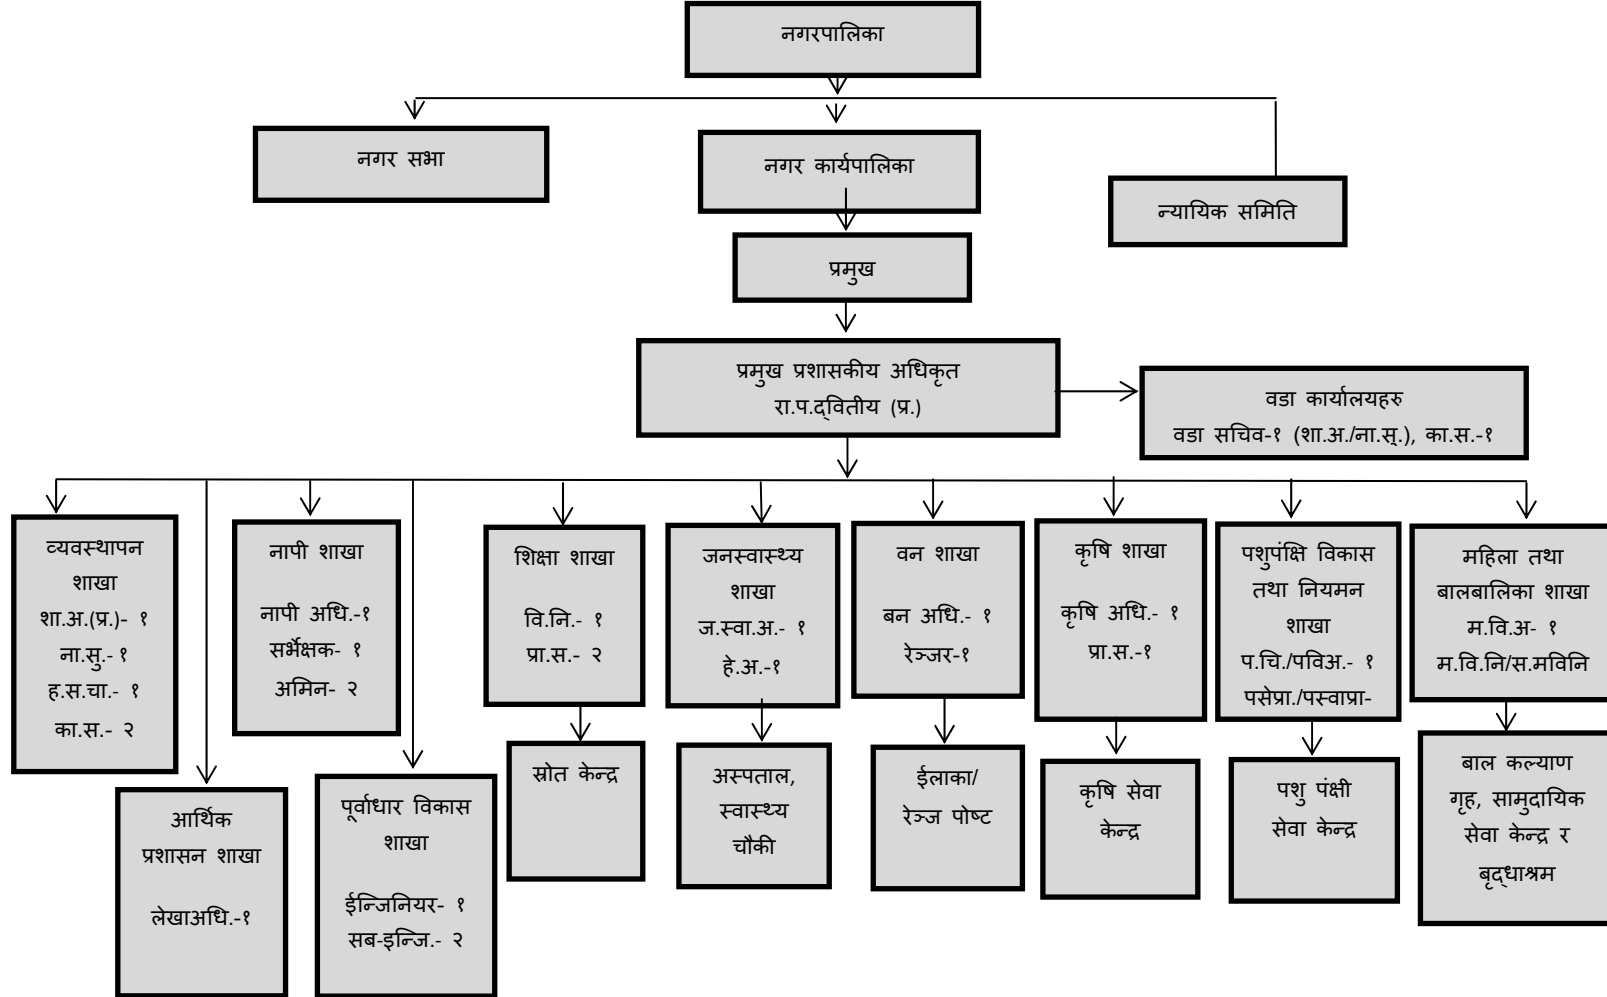 नगरपालिका
नगर सभा
नगर कार्यपालिका
न्यायिक समिति
प्रमुख
प्रमुख प्रशासकीय अधिकृत
रा.प.द्वितीय (प्र.)
वडा कार्यालयहरु
वडा सचिव-१ (शा.अ./ना.सु.), का.स.-१
व्यवस्थापन
शाखा
शा.अ.(प्र.)- १
ना.सु.-१
ह.स.चा.- १
का.स.- २
नापी शाखा
नापी अधि.-१
सर्भेक्षक- १
अमिन- २
शिक्षा शाखा
वि.नि.- १
प्रा.स.- २
जनस्वास्थ्य
शाखा
ज.स्वा.अ.- १
हे.अ.-१
वन शाखा
बन अधि.- १
रेञ्जर-१
कृषि शाखा
कृषि अधि.- १
प्रा.स.-१
पशुपंक्षि विकास
तथा नियमन
शाखा
प.चि./पविअ.- १
पसेप्रा./पस्वाप्रा-
महिला तथा
बालबालिका शाखा
म.वि.अ- १
म.वि.नि/स.मविनि
आर्थिक
प्रशासन शाखा
लेखाअधि.-१
पूर्वाधार विकास
शाखा
ईन्जिनियर- १
सब-इन्जि.- २
स्रोत केन्द्र
अस्पताल,
स्वास्थ्य
चौकी
ईलाका/
रेञ्ज पोष्ट
कृषि सेवा
केन्द्र
पशु पंक्षी
सेवा केन्द्र
बाल कल्याण
गृह, सामुदायिक
सेवा केन्द्र र
बृद्धाश्रम